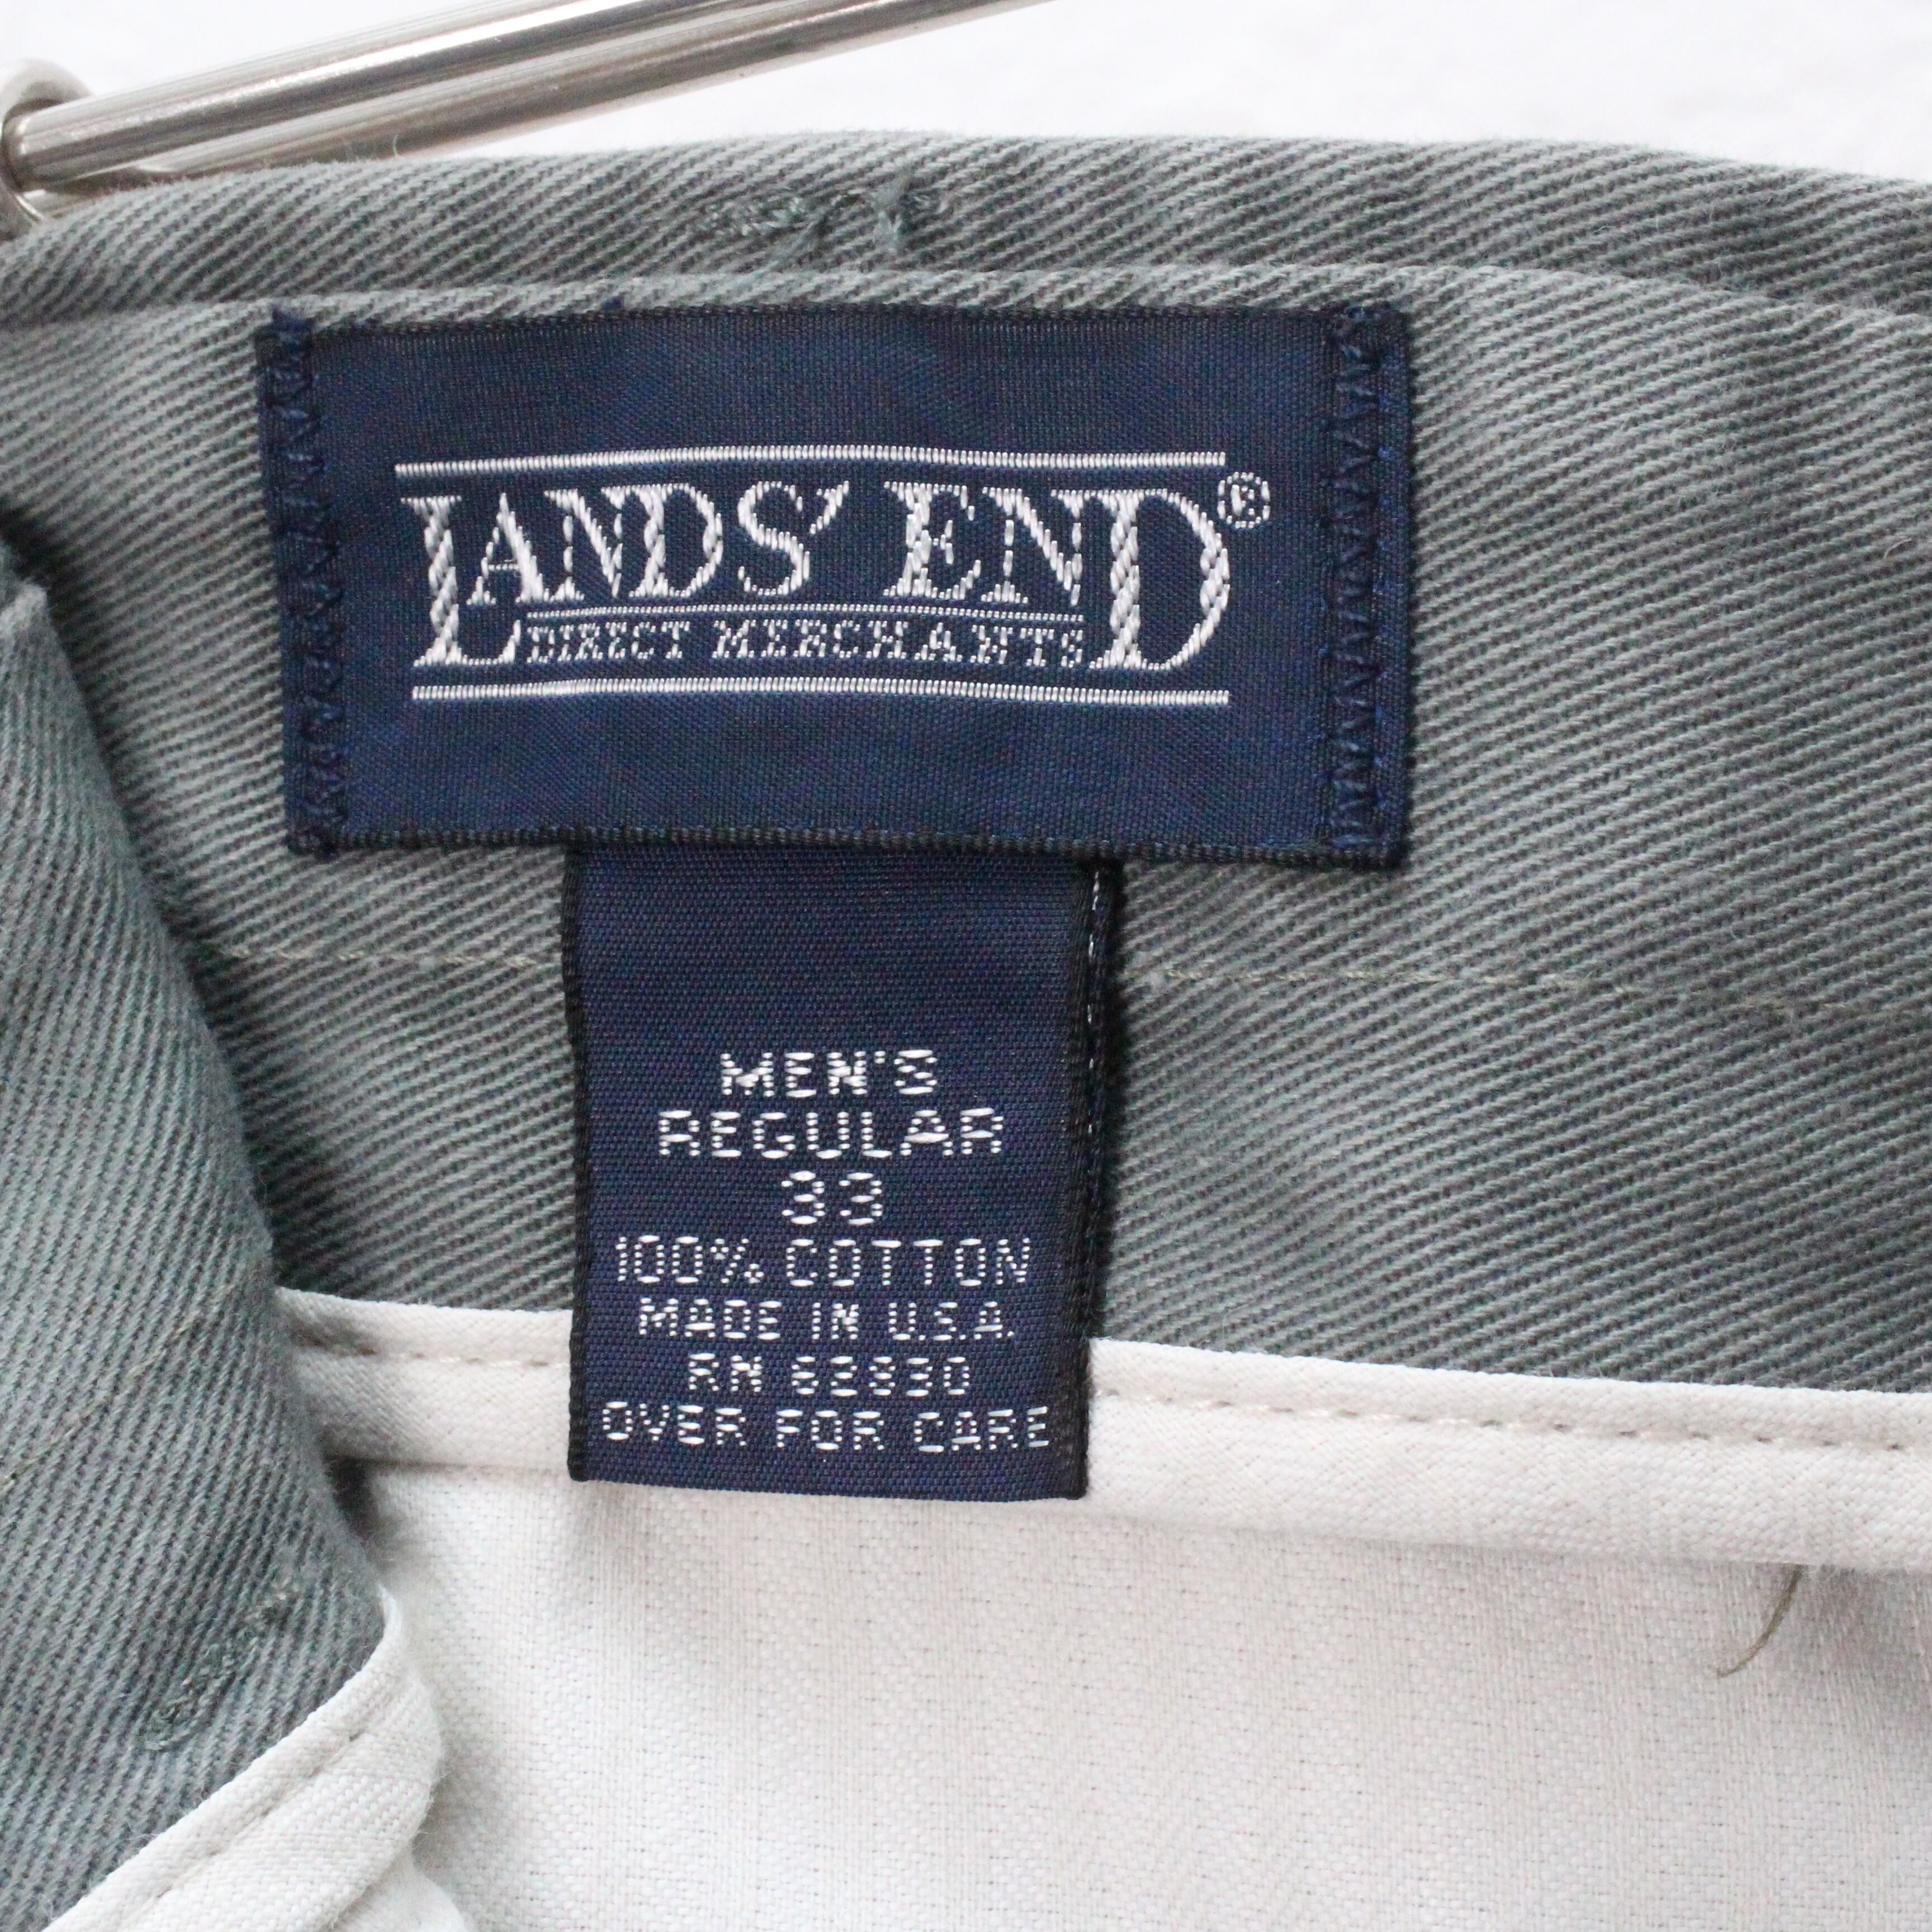 LANDS' END®
DIRECT MERCHANTS
MEN'S
REGULAR
33
100% COTTON
MADE IN U.S.A.
RN 62830
OVER FOR CARE